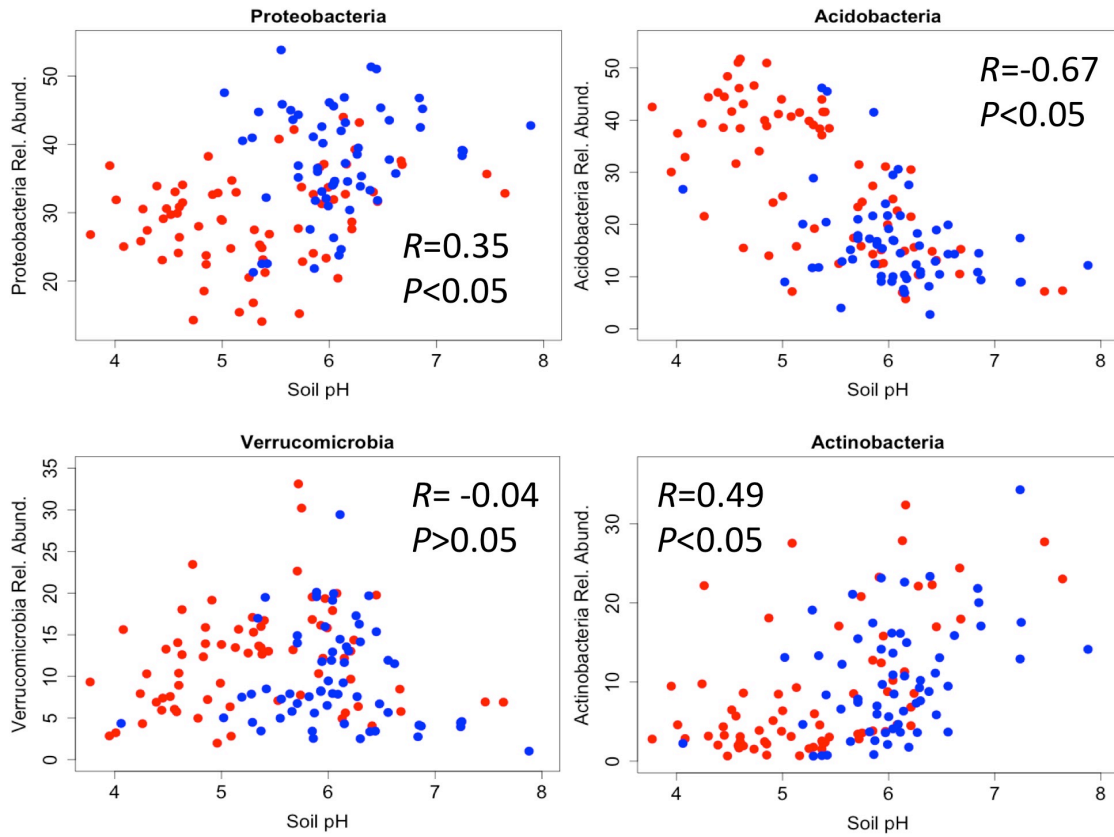 Proteobacteria
Proteobacteria Rel. Abund.
50
40
30
20
R=0.35
P<0.05
4 5 6 7 8
Soil pH
Acidobacteria
Acidobacteria Rel. Abund.
50
40
30
20
10
0
R=-0.67
P<0.05
4 5 6 7 8
Soil pH
Verrucomicrobia
Verrucomicrobia Rel. Abund.
35
30
25
20
15
10
5
0
R= -0.04
P>0.05
4 5 6 7 8
Soil pH
Actinobacteria
Actinobacteria Rel. Abund.
30
20
10
0
R=0.49
P<0.05
4 5 6 7 8
Soil pH